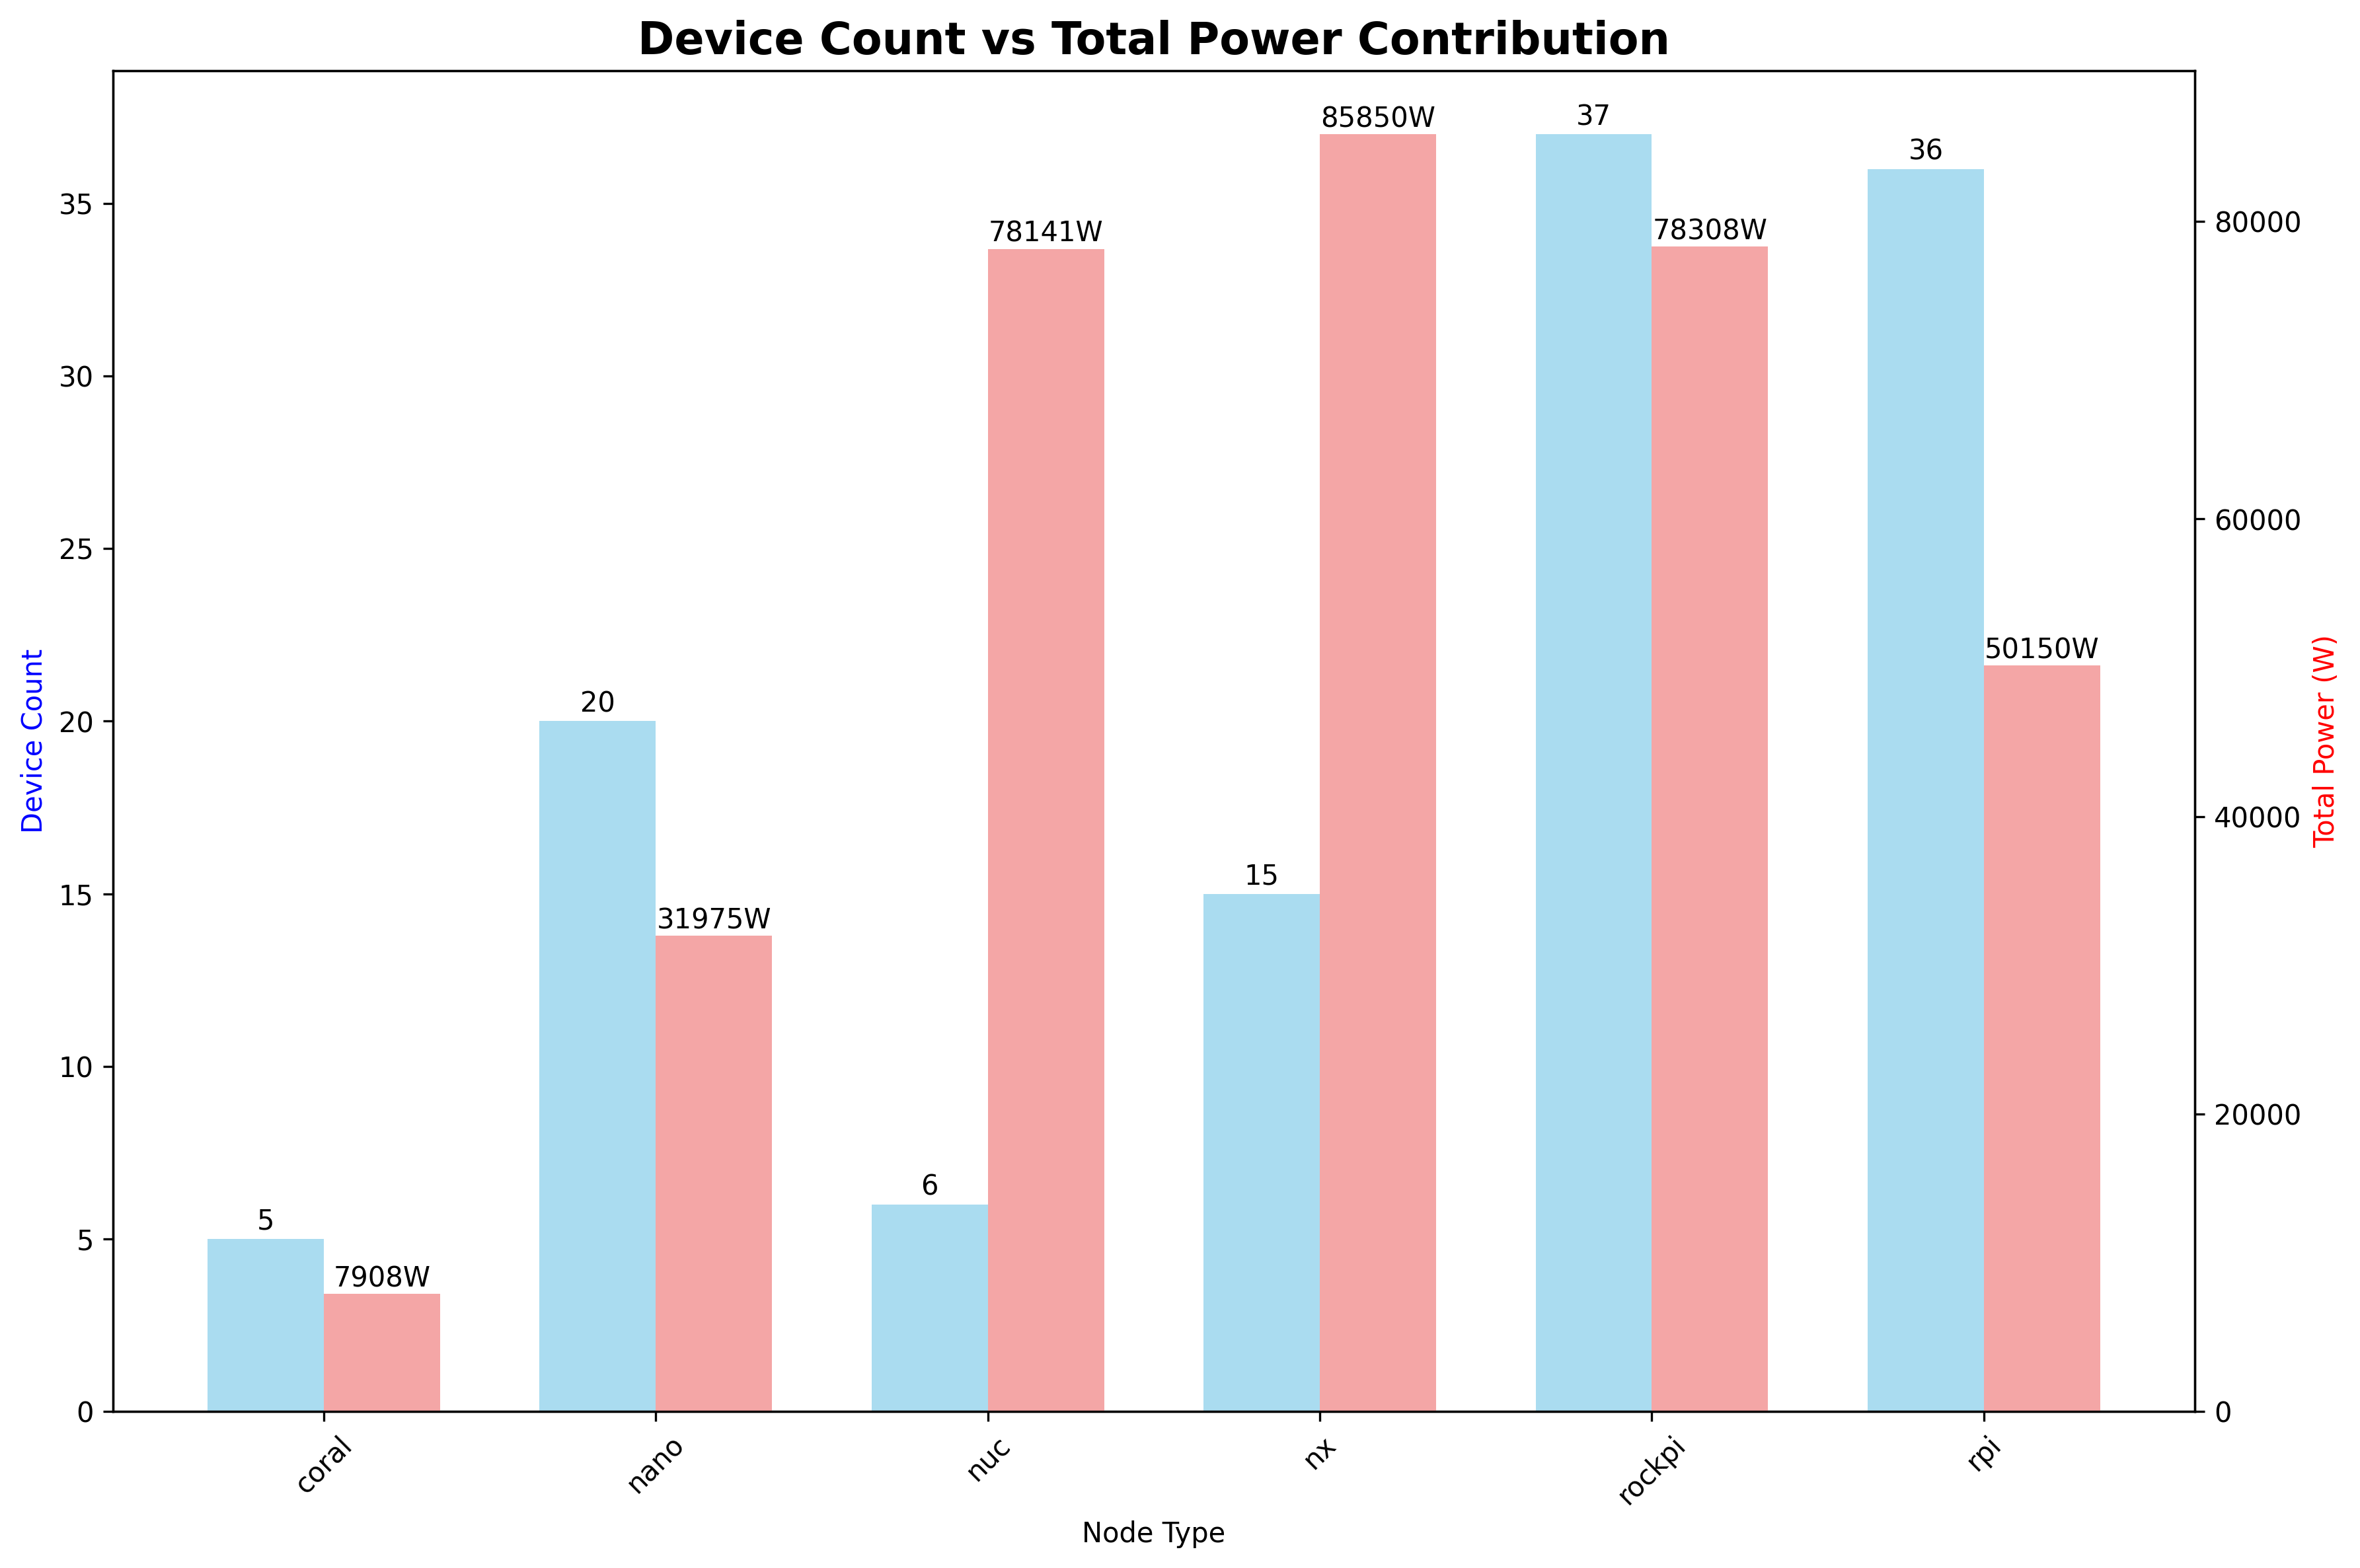 Device Count vs Total Power Contribution
85850W
37
36
35
78141W
78308W
80000
30
60000
25
50150W
Device Count
Total Power (W)
20
20
40000
31975W
15
15
10
20000
6
5
5
7908W
0
0
coral
nano
nuc
nx
rockpi
rpi
Node Type